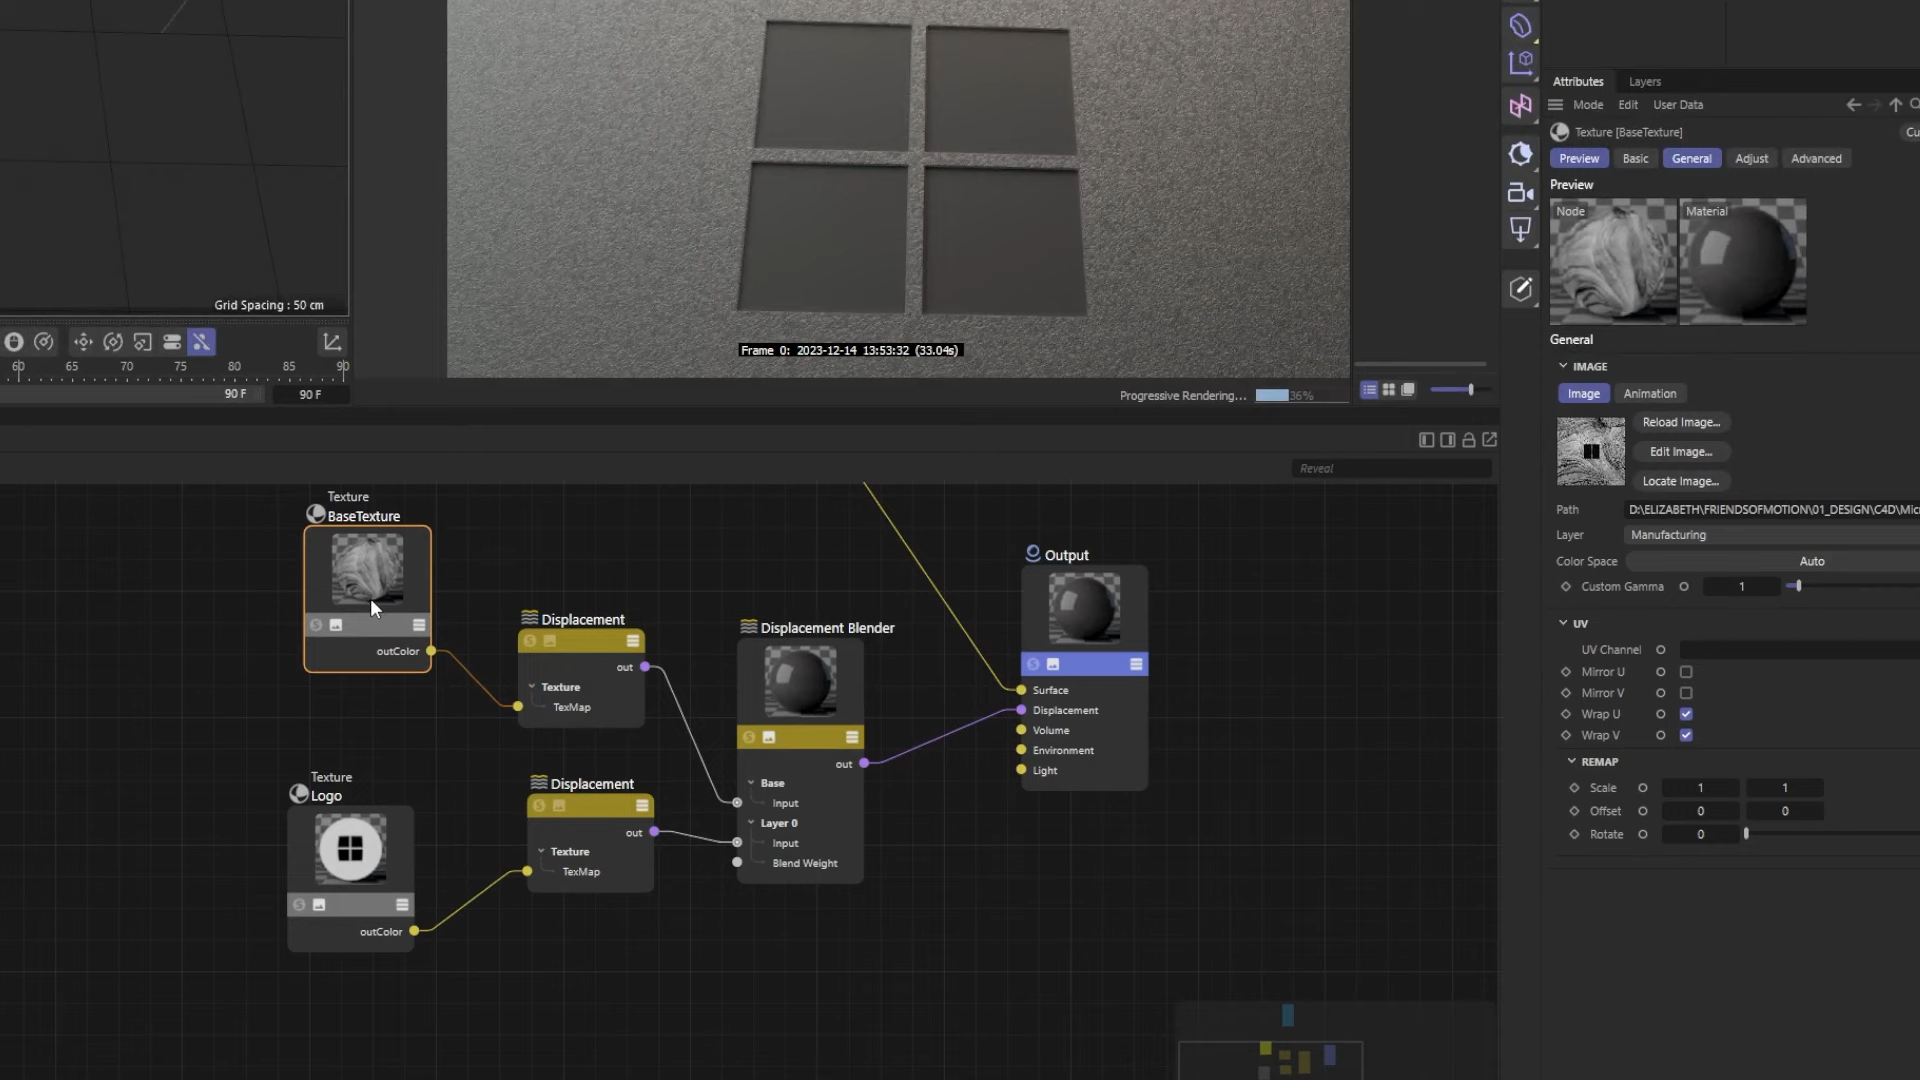 Attributes
Layers
Mode
Edit
User Data
Texture [BaseTexture]
Cu
Preview
Basic
General
Adjust
Advanced
Preview
Node
Material
General
IMAGE
Image
Animation
Reload Image...
Edit Image...
Locate Image...
Path
D:\ELIZABETH\FRIENDSOFMOTION\01_DESIGN\C4D\Micr
Layer
Manufacturing
Color Space
Auto
Custom Gamma
1
UV
UV Channel
Mirror U
Mirror V
Wrap U
Wrap V
REMAP
Scale
1
1
Offset
0
0
Rotate
0
Grid Spacing : 50 cm
60
65
70
75
80
85
90
90 F
90 F
Frame 0: 2023-12-14 13:53:32 (33.04s)
Progressive Rendering...
36%
Reveal
Texture
BaseTexture
outColor
Displacement
out
Texture
TexMap
Displacement Blender
out
Base
Input
Layer 0
Input
Blend Weight
Output
Surface
Displacement
Volume
Environment
Light
Texture
Logo
outColor
Displacement
out
Texture
TexMap